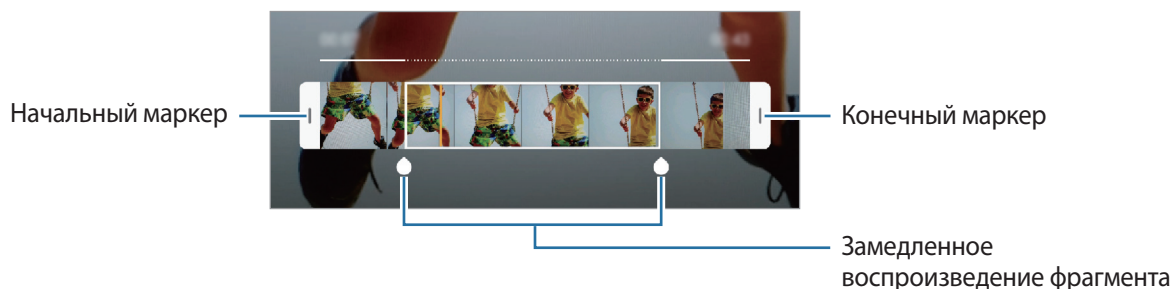 Начальный маркер
Конечный маркер
Замедленное
воспроизведение фрагмента